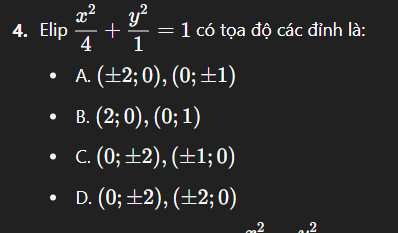 4. Elip x²/4 + y²/1 = 1 có tọa độ các đỉnh là:
• A. (±2; 0), (0; ±1)
• B. (2; 0), (0; 1)
• C. (0; ±2), (±1; 0)
• D. (0; ±2), (±2; 0)